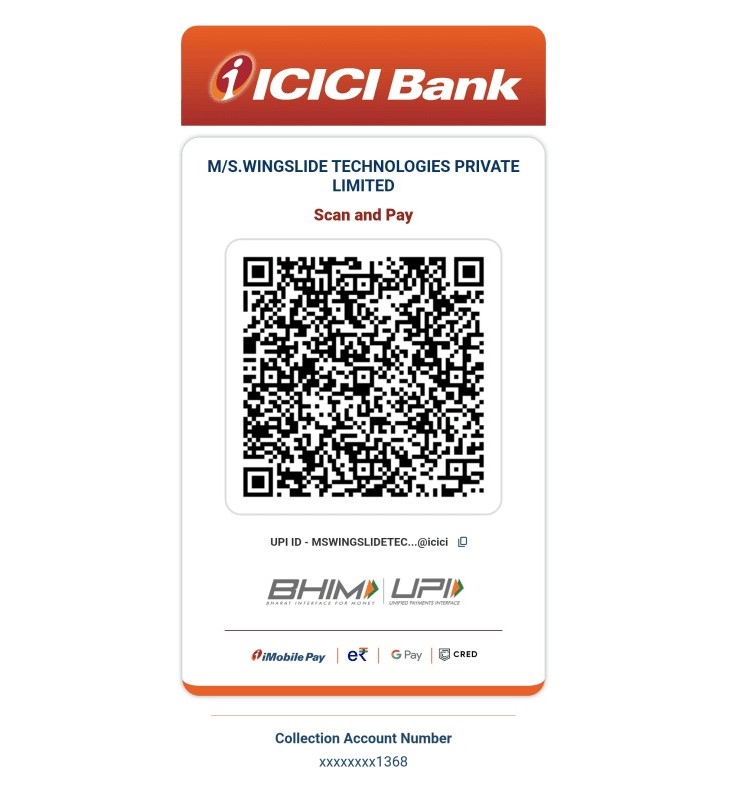 ICICI Bank
M/S.WINGSLIDE TECHNOLOGIES PRIVATE
LIMITED
Scan and Pay
UPI ID - MSWINGSLIDETEC...@icici
BHIM UPI
BHARAT INTERFACE FOR MONEY UNIFIED PAYMENTS INTERFACE
iMobile Pay e₹ G Pay CRED
Collection Account Number
xxxxxxxx1368